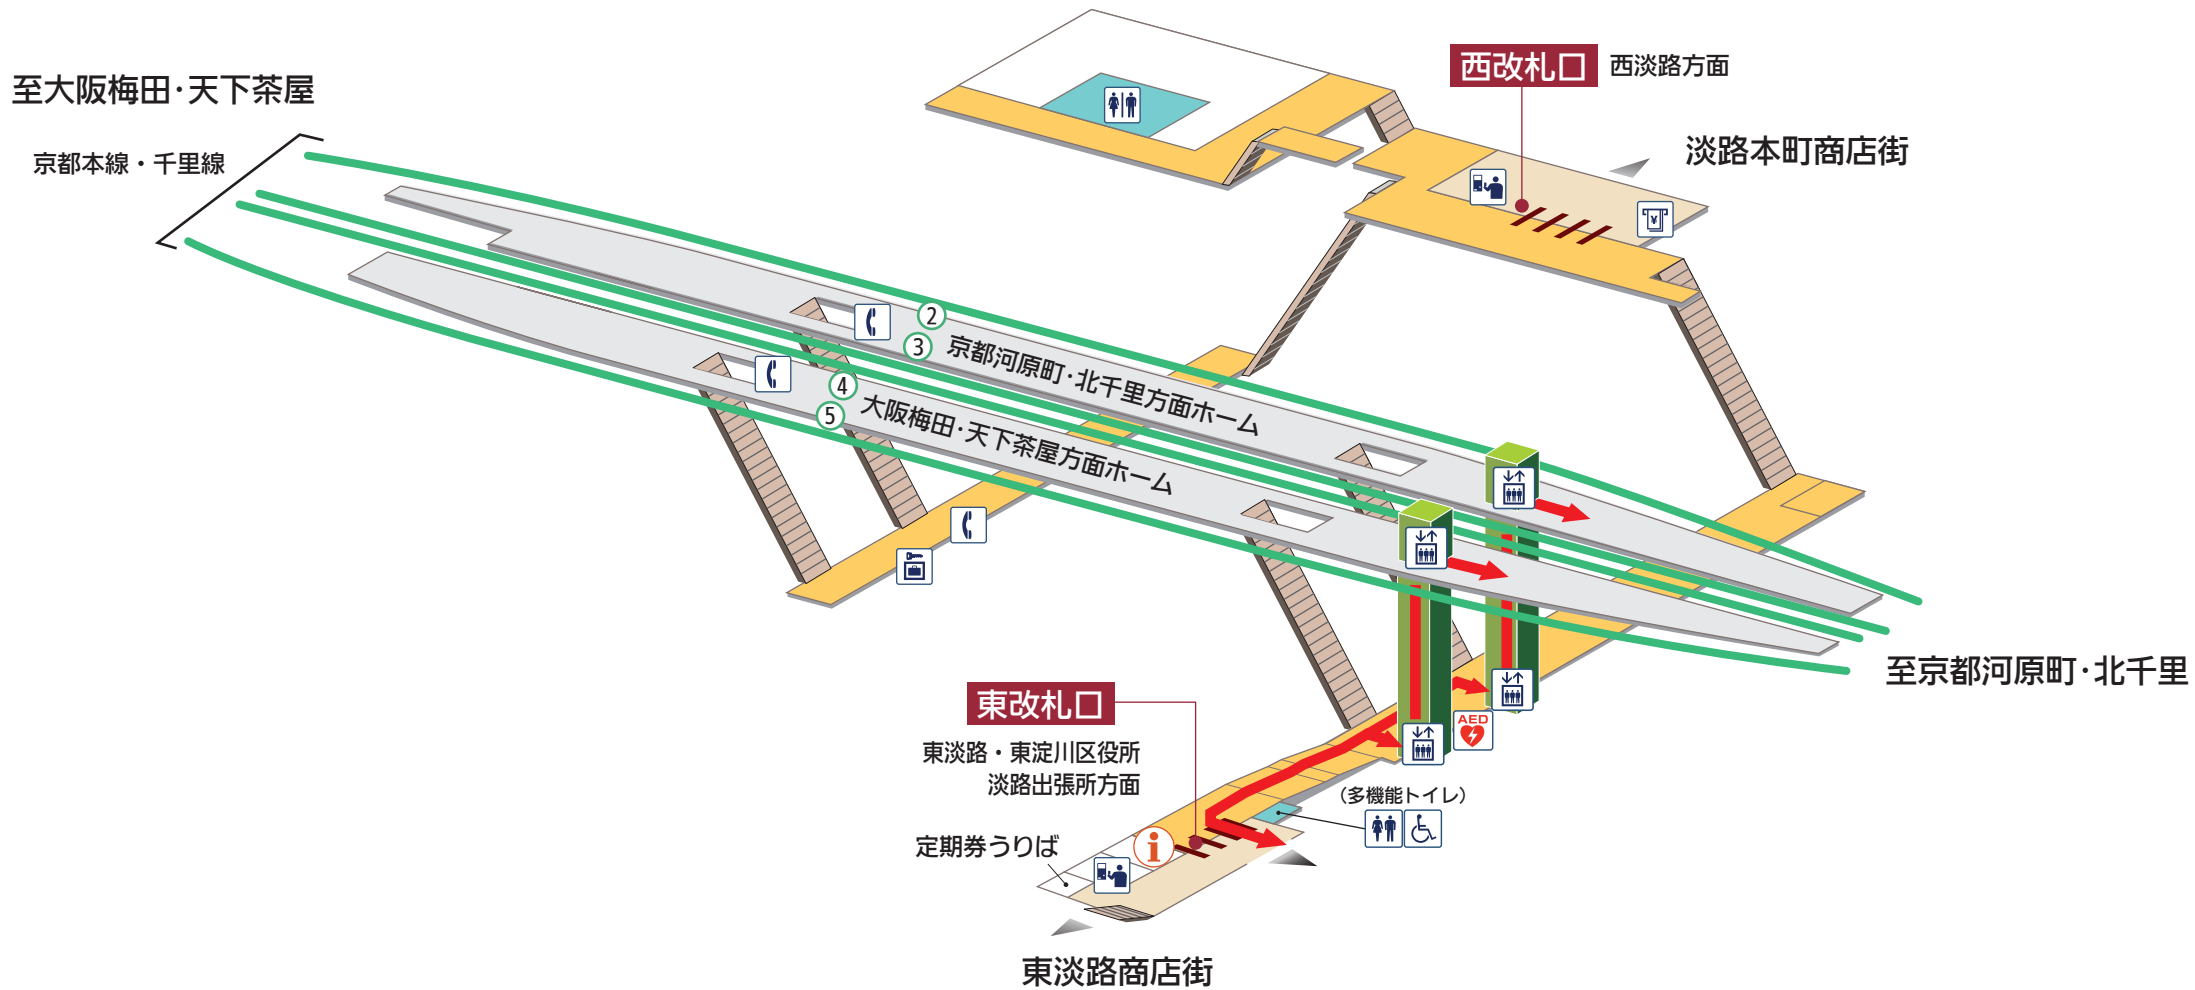 西改札口
西淡路方面
至大阪梅田・天下茶屋
京都本線・千里線
淡路本町商店街
¥
2
3
京都河原町・北千里方面ホーム
4
5
大阪梅田・天下茶屋方面ホーム
至京都河原町・北千里
東改札口
AED
東淡路・東淀川区役所
淡路出張所方面
(多機能トイレ)
定期券うりば
i
東淡路商店街